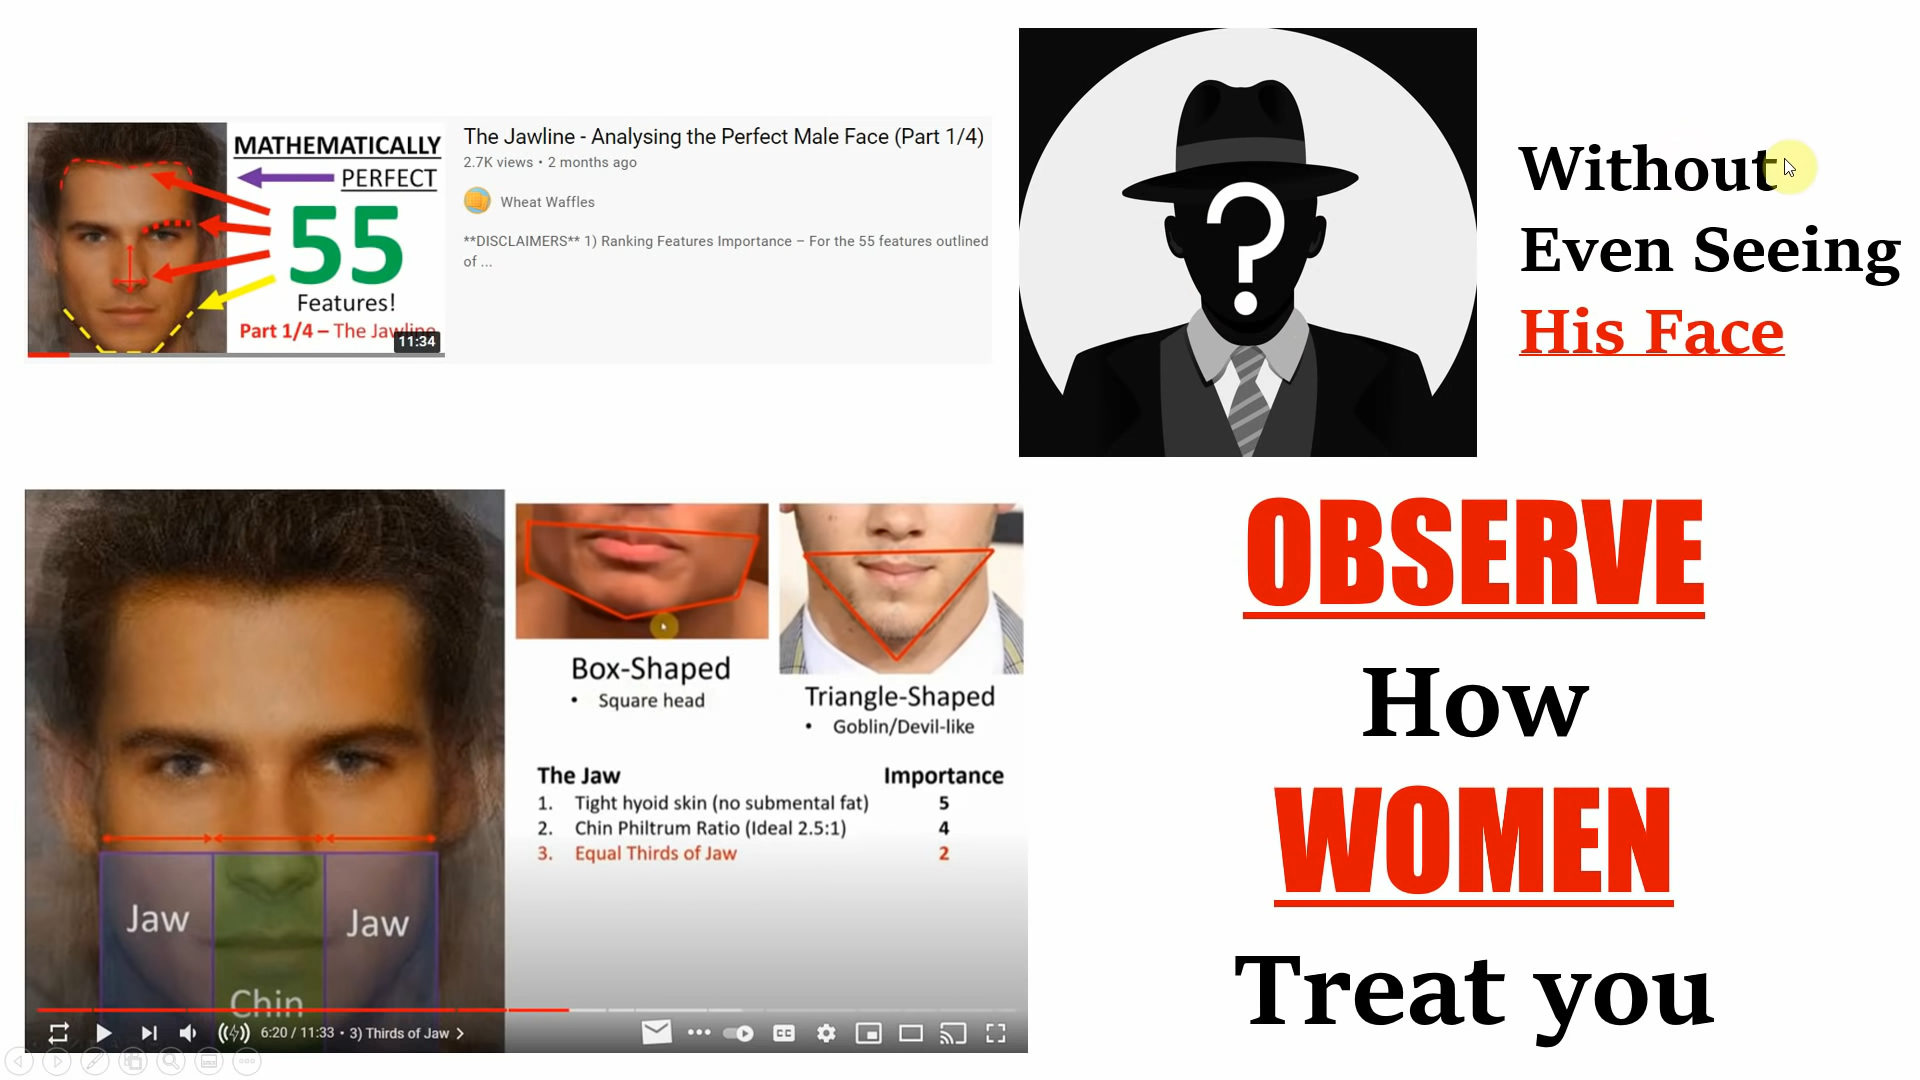 MATHEMATICALLY
PERFECT
55
Features!
Part 1/4 – The Jawline
11:34
The Jawline - Analysing the Perfect Male Face (Part 1/4)
2.7K views • 2 months ago
Wheat Waffles
**DISCLAIMERS** 1) Ranking Features Importance – For the 55 features outlined
of ...
?
Without
Even Seeing
His Face
Box-Shaped
• Square head
Triangle-Shaped
• Goblin/Devil-like
The Jaw Importance
1. Tight hyoid skin (no submental fat) 5
2. Chin Philtrum Ratio (Ideal 2.5:1) 4
3. Equal Thirds of Jaw 2
Jaw
Jaw
Chin
6:20 / 11:33 • 3) Thirds of Jaw
CC
OBSERVE
How
WOMEN
Treat you